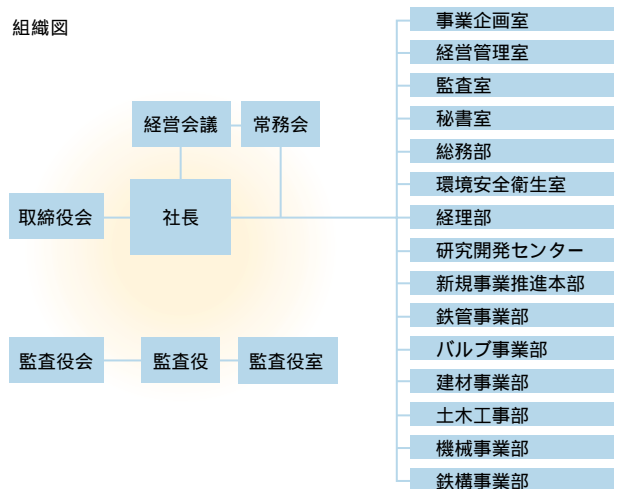 組織図
経営会議
常務会
取締役会
社長
監査役会
監査役
監査役室
事業企画室
経営管理室
監査室
秘書室
総務部
環境安全衛生室
経理部
研究開発センター
新規事業推進本部
鉄管事業部
バルブ事業部
建材事業部
土木工事部
機械事業部
鉄構事業部